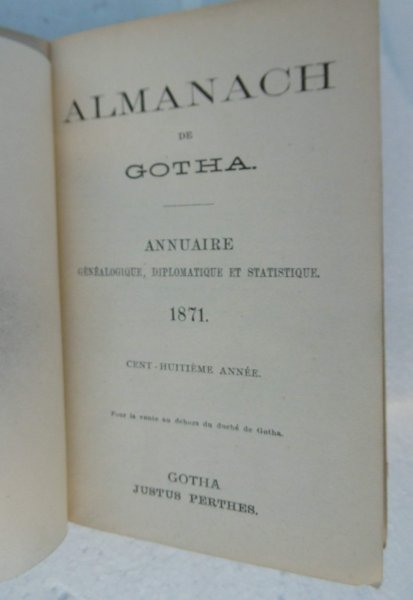 ALMANACH
DE
GOTHA.
ANNUAIRE
GÉNÉALOGIQUE, DIPLOMATIQUE ET STATISTIQUE.
1871.
CENT-HUITIÈME ANNÉE.
Pour la vente au dehors du duché de Gotha.
GOTHA
JUSTUS PERTHES.